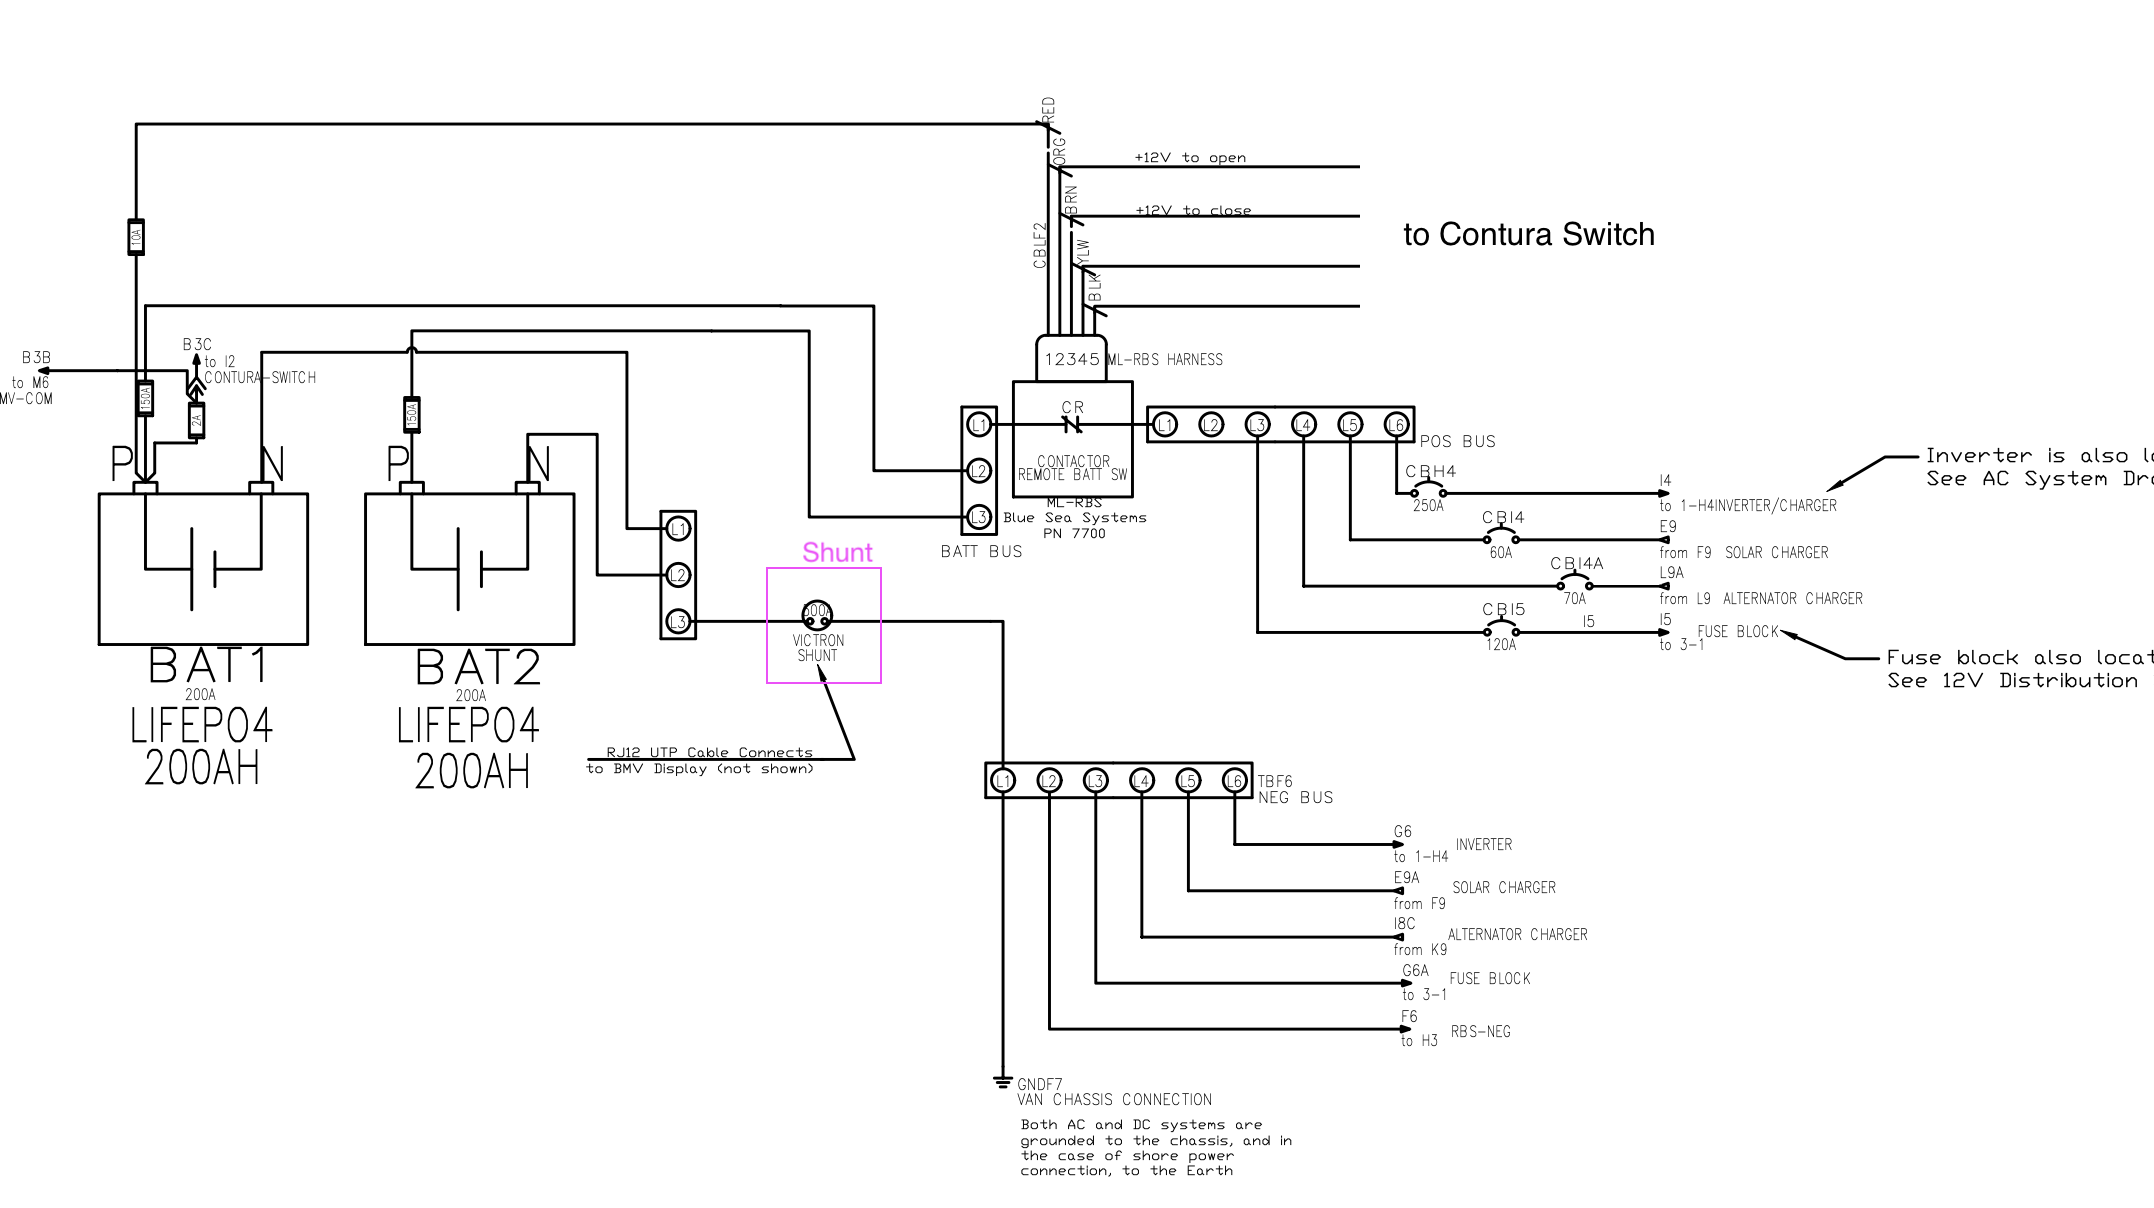 RED
ORG
+12V to open
BRN
+12V to close
CBLF2
YLW
BLK
to Contura Switch
10A
B3B
to M6
MV-COM
B3C
to I2
CONTURA-SWITCH
150A
2A
150A
P
N
P
N
12345
ML-RBS HARNESS
CR
CONTACTOR
REMOTE BATT SW
ML-RBS
Blue Sea Systems
PN 7700
L1
L2
L3
BATT BUS
L1
L2
L3
L4
L5
L6
POS BUS
CBH4
250A
I4
to 1-H4
INVERTER/CHARGER
Inverter is also
See AC System
CBI4
60A
E9
from F9
SOLAR CHARGER
CBI4A
70A
L9A
from L9
ALTERNATOR CHARGER
CBI5
120A
I5
I5
to 3-1
FUSE BLOCK
Fuse block also
See 12V Distribution
BAT1
200A
LIFEPO4
200AH
BAT2
200A
LIFEPO4
200AH
L1
L2
L3
Shunt
500A
VICTRON
SHUNT
RJ12 UTP Cable Connects
to BMV Display (not shown)
L1
L2
L3
L4
L5
L6
TBF6
NEG BUS
G6
to 1-H4
INVERTER
E9A
from F9
SOLAR CHARGER
I8C
from K9
ALTERNATOR CHARGER
G6A
to 3-1
FUSE BLOCK
F6
to H3
RBS-NEG
GNDF7
VAN CHASSIS CONNECTION
Both AC and DC systems are
grounded to the chassis, and in
the case of shore power
connection, to the Earth